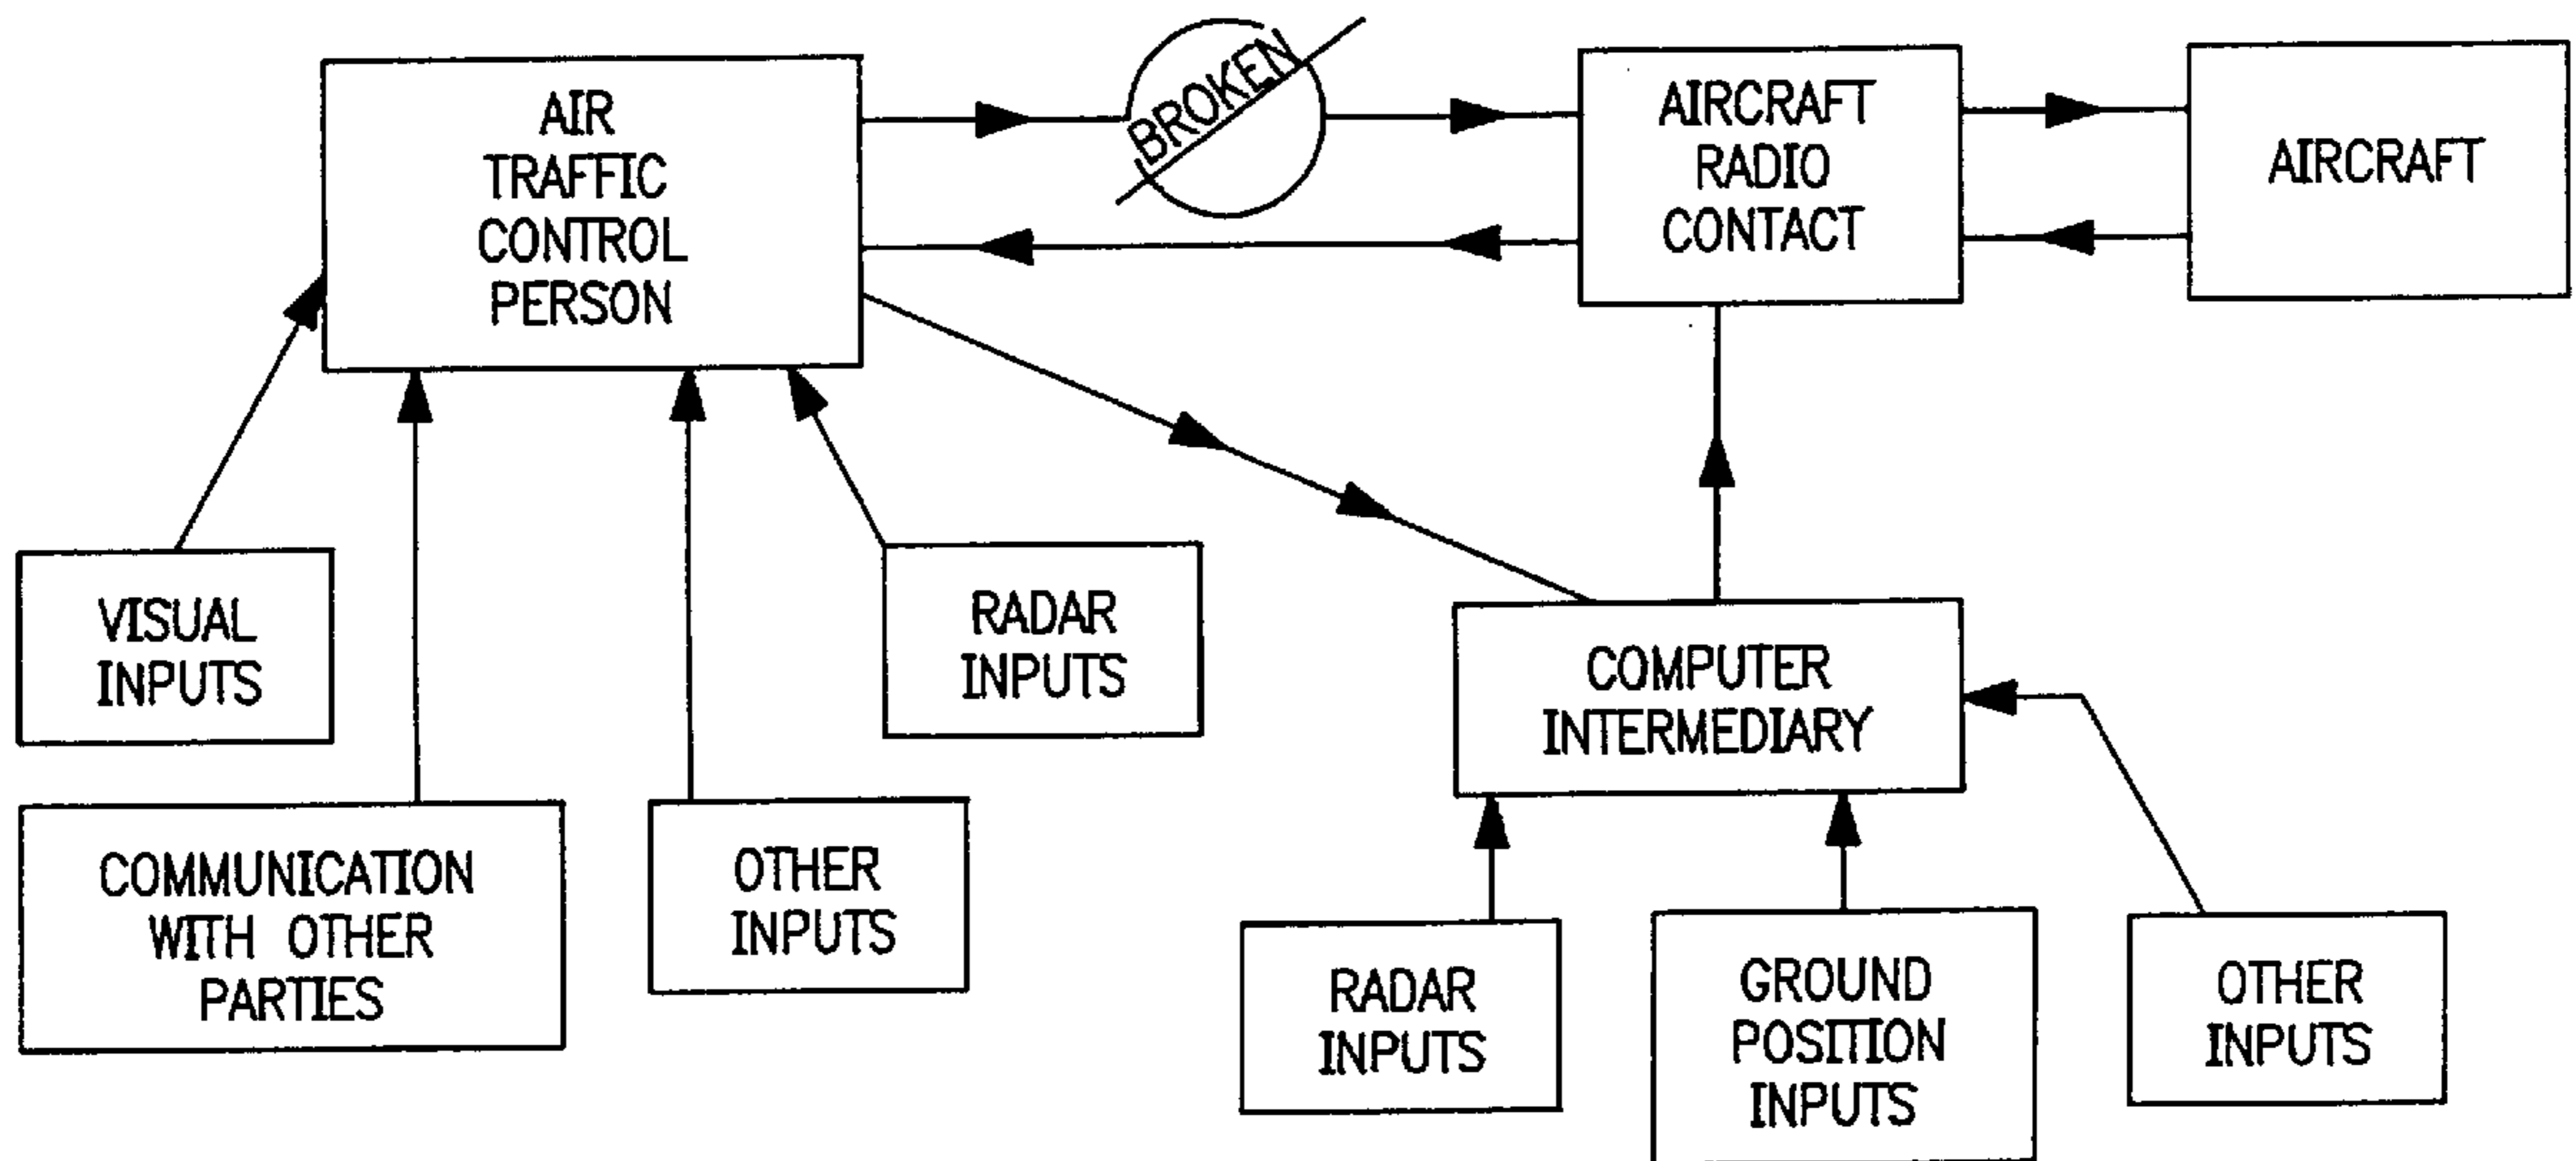 AIR
TRAFFIC
CONTROL
PERSON
BROKEN
AIRCRAFT
RADIO
CONTACT
AIRCRAFT
VISUAL
INPUTS
RADAR
INPUTS
COMPUTER
INTERMEDIARY
COMMUNICATION
WITH OTHER
PARTIES
OTHER
INPUTS
RADAR
INPUTS
GROUND
POSITION
INPUTS
OTHER
INPUTS